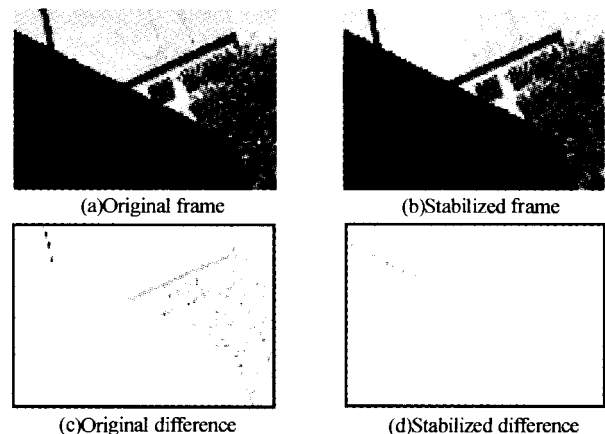 (a)Original frame
(b)Stabilized frame
(c)Original difference
(d)Stabilized difference